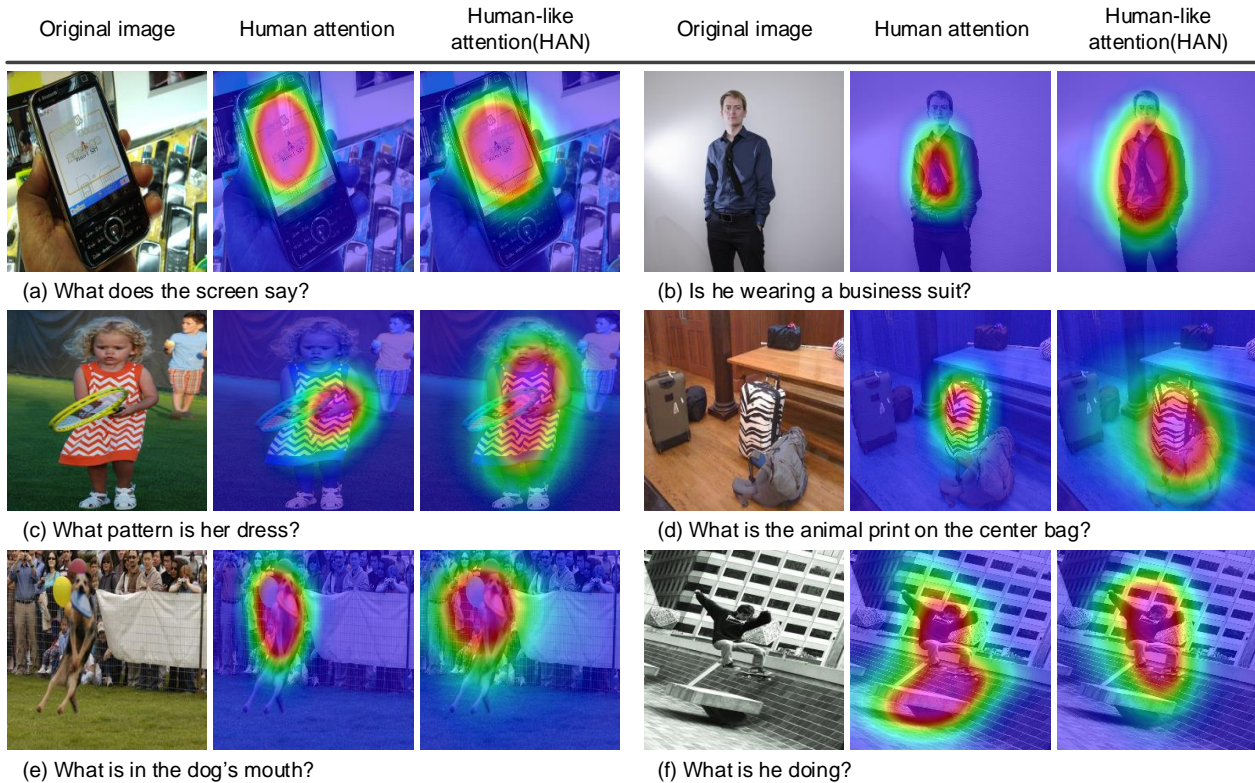 Original image Human attention Human-like attention(HAN) Original image Human attention Human-like attention(HAN)
(a) What does the screen say? (b) Is he wearing a business suit?
(c) What pattern is her dress? (d) What is the animal print on the center bag?
(e) What is in the dog's mouth? (f) What is he doing?